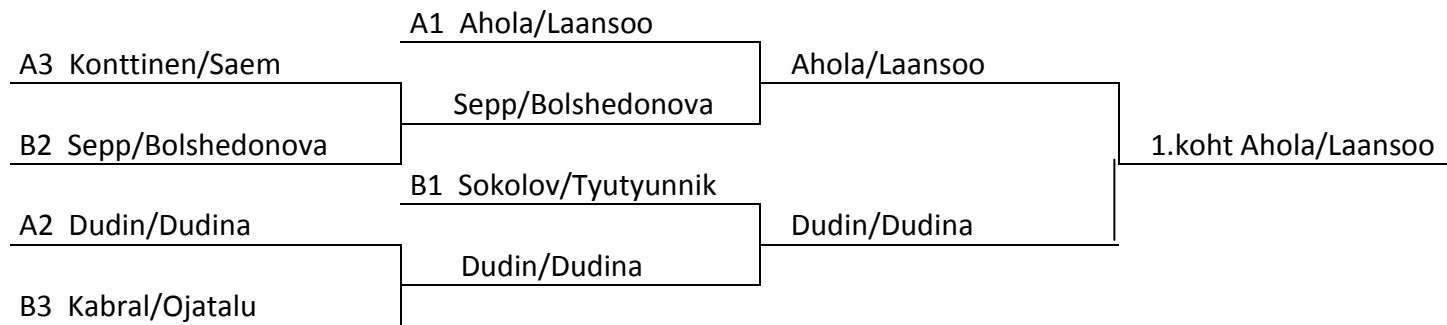 A1 Ahola/Laansoo
A3 Konttinen/Saem
Ahola/Laansoo
Sepp/Bolshedonova
B2 Sepp/Bolshedonova
1.koht Ahola/Laansoo
B1 Sokolov/Tyutyunnik
A2 Dudin/Dudina
Dudin/Dudina
Dudin/Dudina
B3 Kabral/Ojatalu